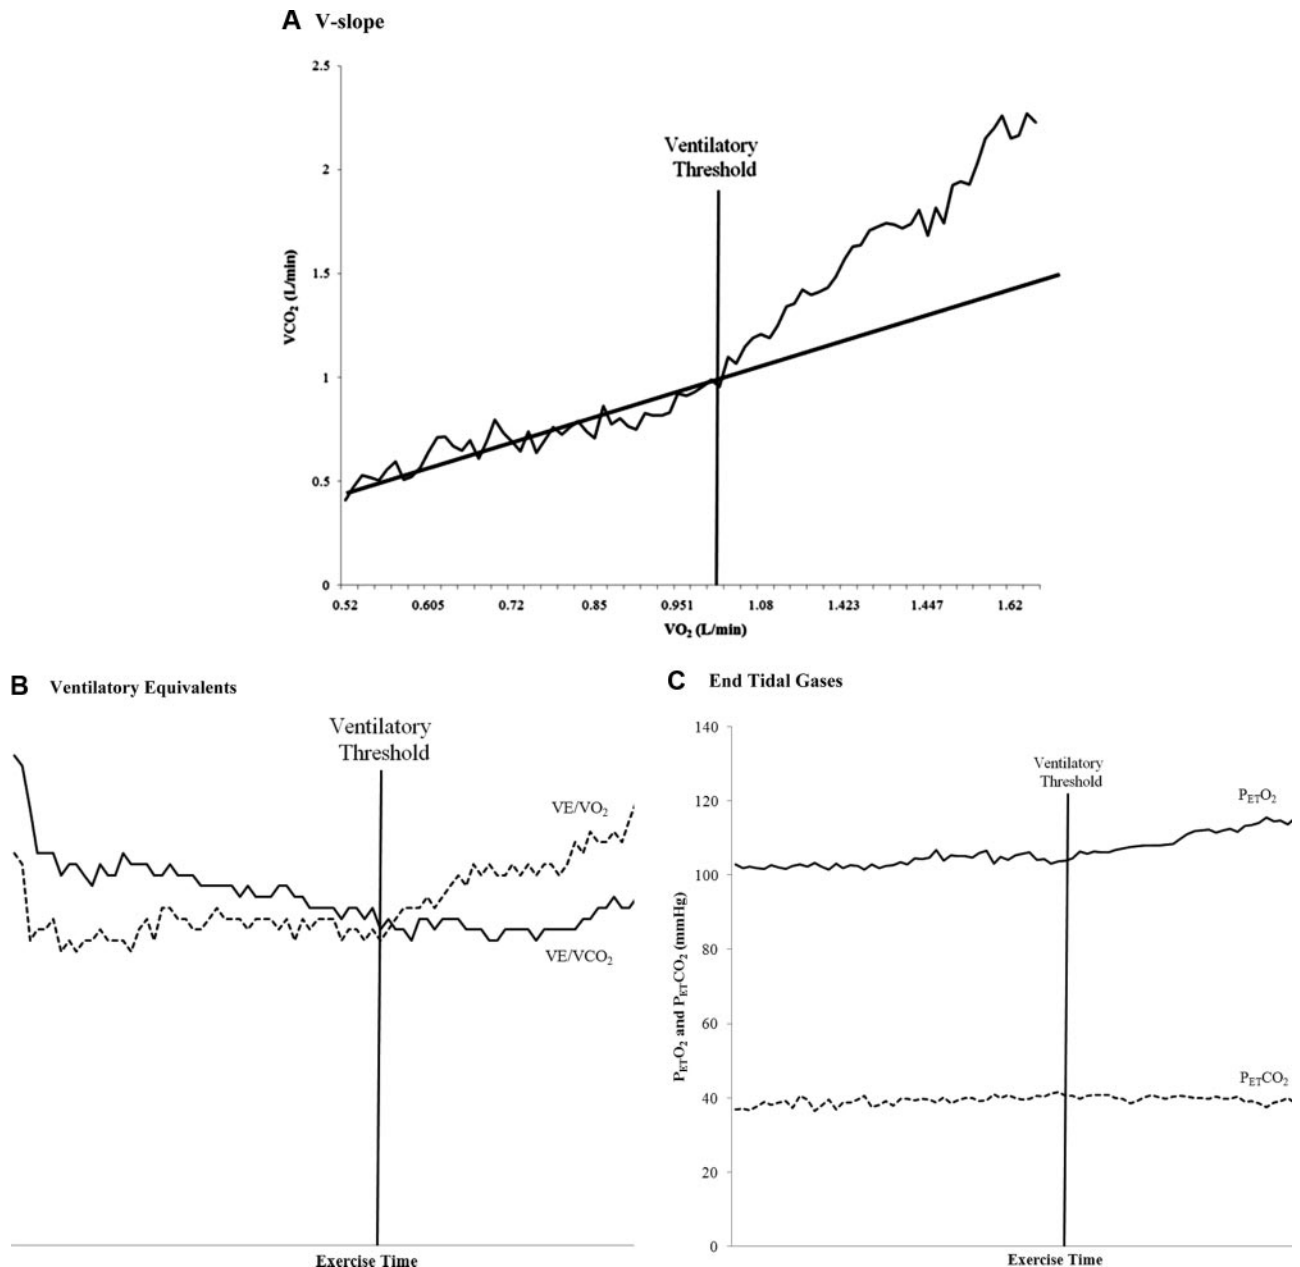 A V-slope
2.5
2
1.5
1
0.5
0
VCO₂ (L/min)
Ventilatory
Threshold
0.52 0.605 0.72 0.85 0.951 1.08 1.423 1.447 1.62
VO₂ (L/min)
B Ventilatory Equivalents
Ventilatory
Threshold
VE/VO₂
VE/VCO₂
Exercise Time
C End Tidal Gases
140
120
100
80
60
40
20
0
PETO₂ and PETCO₂ (mmHg)
Ventilatory
Threshold
PETO₂
PETCO₂
Exercise Time